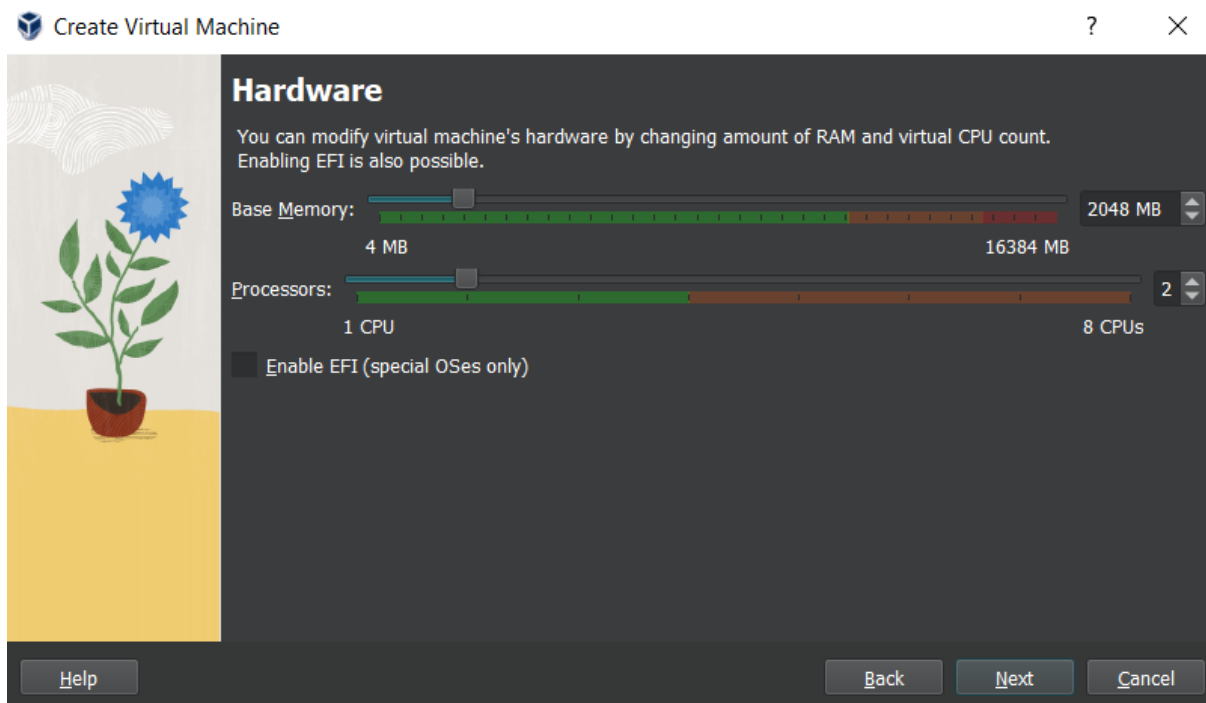 Create Virtual Machine
Hardware
You can modify virtual machine's hardware by changing amount of RAM and virtual CPU count.
Enabling EFI is also possible.
Base Memory: 2048 MB
4 MB 16384 MB
Processors: 2
1 CPU 8 CPUs
Enable EFI (special OSes only)
Help Back Next Cancel